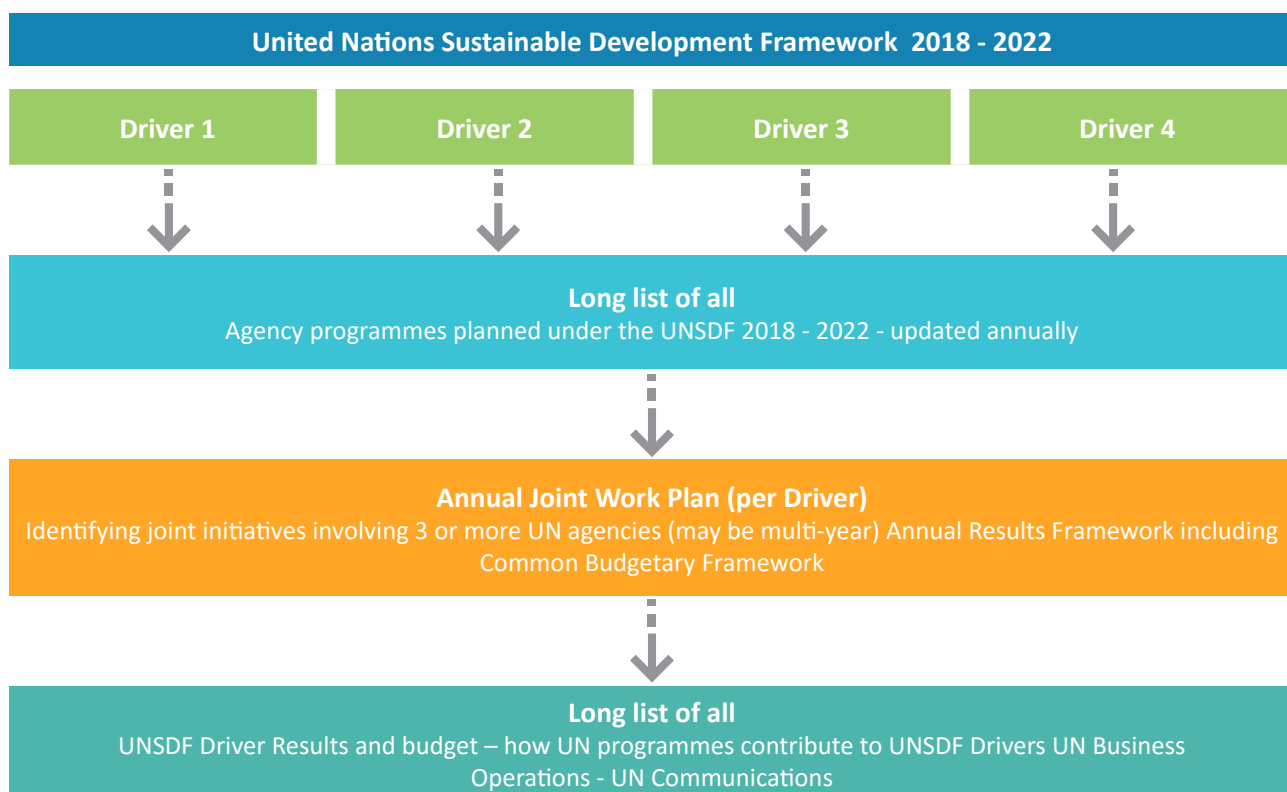 United Nations Sustainable Development Framework  2018 - 2022
Driver 1
Driver 2
Driver 3
Driver 4
Long list of all
Agency programmes planned under the UNSDF 2018 - 2022 - updated annually
Annual Joint Work Plan (per Driver)
Identifying joint initiatives involving 3 or more UN agencies (may be multi-year) Annual Results Framework including
Common Budgetary Framework
Long list of all
UNSDF Driver Results and budget – how UN programmes contribute to UNSDF Drivers UN Business
Operations - UN Communications